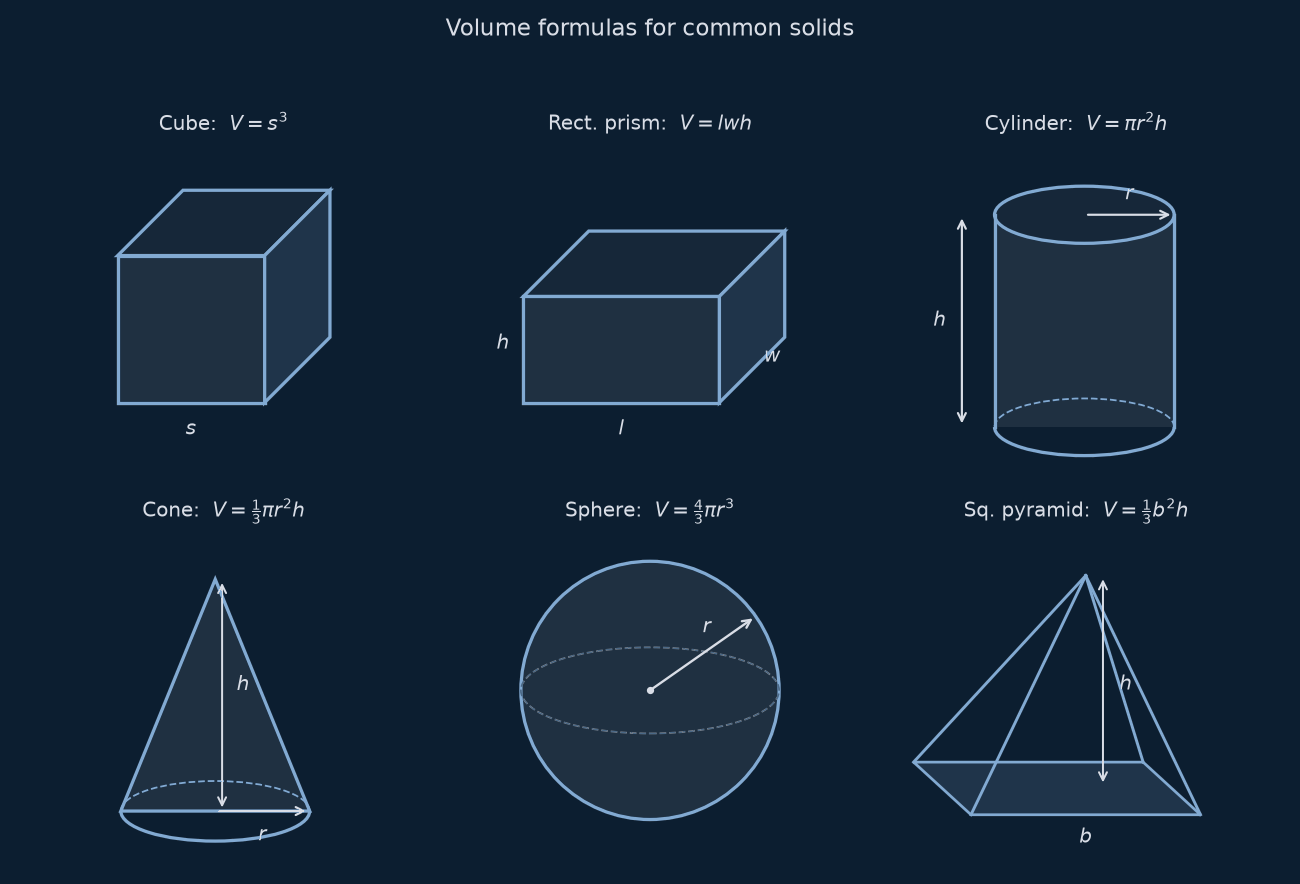 Volume formulas for common solids
Cube: V = s³
Rect. prism: V = lwh
Cylinder: V = πr²h
r
h
h
w
s
l
Cone: V = ⅓πr²h
Sphere: V = 4/3πr³
Sq. pyramid: V = ⅓b²h
r
h
h
r
b